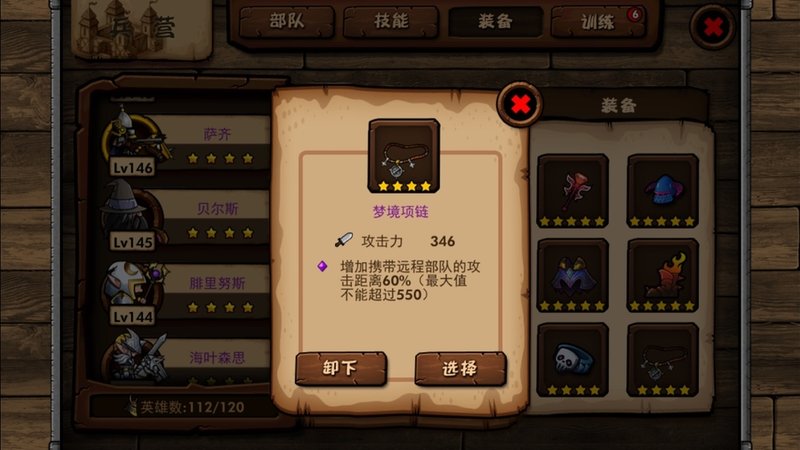 兵营
部队
技能
装备
训练
6
萨齐
Lv146
贝尔斯
Lv145
腓里努斯
Lv144
海叶森思
英雄数:112/120
装备
梦境项链
攻击力 346
增加携带远程部队的攻
击距离60%（最大值
不能超过550）
卸下
选择